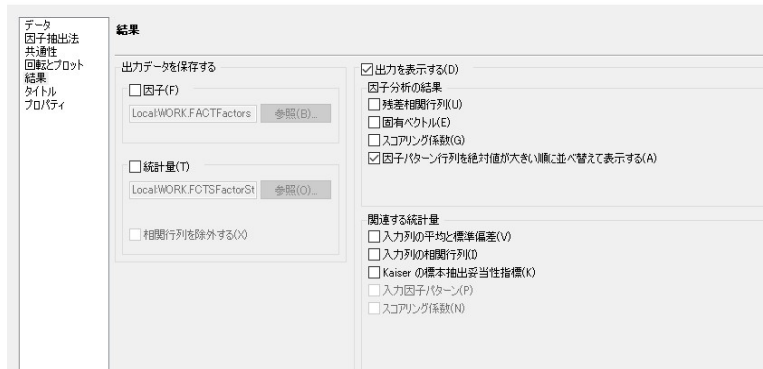 データ
因子抽出法
共通性
回転とプロット
結果
タイトル
プロパティ
結果
出力データを保存する
因子(F)
Local:WORK.FACTFactors
参照(B)...
統計量(T)
Local:WORK.FCTSFactorSt
参照(O)...
相関行列を除外する(X)
出力を表示する(D)
因子分析の結果
残差相関行列(U)
固有ベクトル(E)
スコアリング係数(G)
因子パターン行列を絶対値が大きい順に並べ替えて表示する(A)
関連する統計量
入力列の平均と標準偏差(V)
入力列の相関行列(I)
Kaiser の標本抽出妥当性指標(K)
入力因子パターン(P)
スコアリング係数(N)